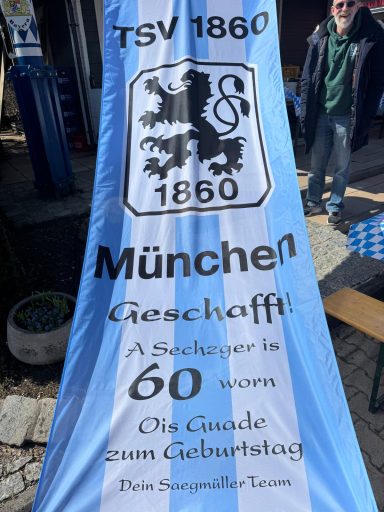 TSV 1860
1860
München
Geschafft!
A Sechzger is
60 worn
Ois Guade
zum Geburtstag
Dein Saegmüller Team